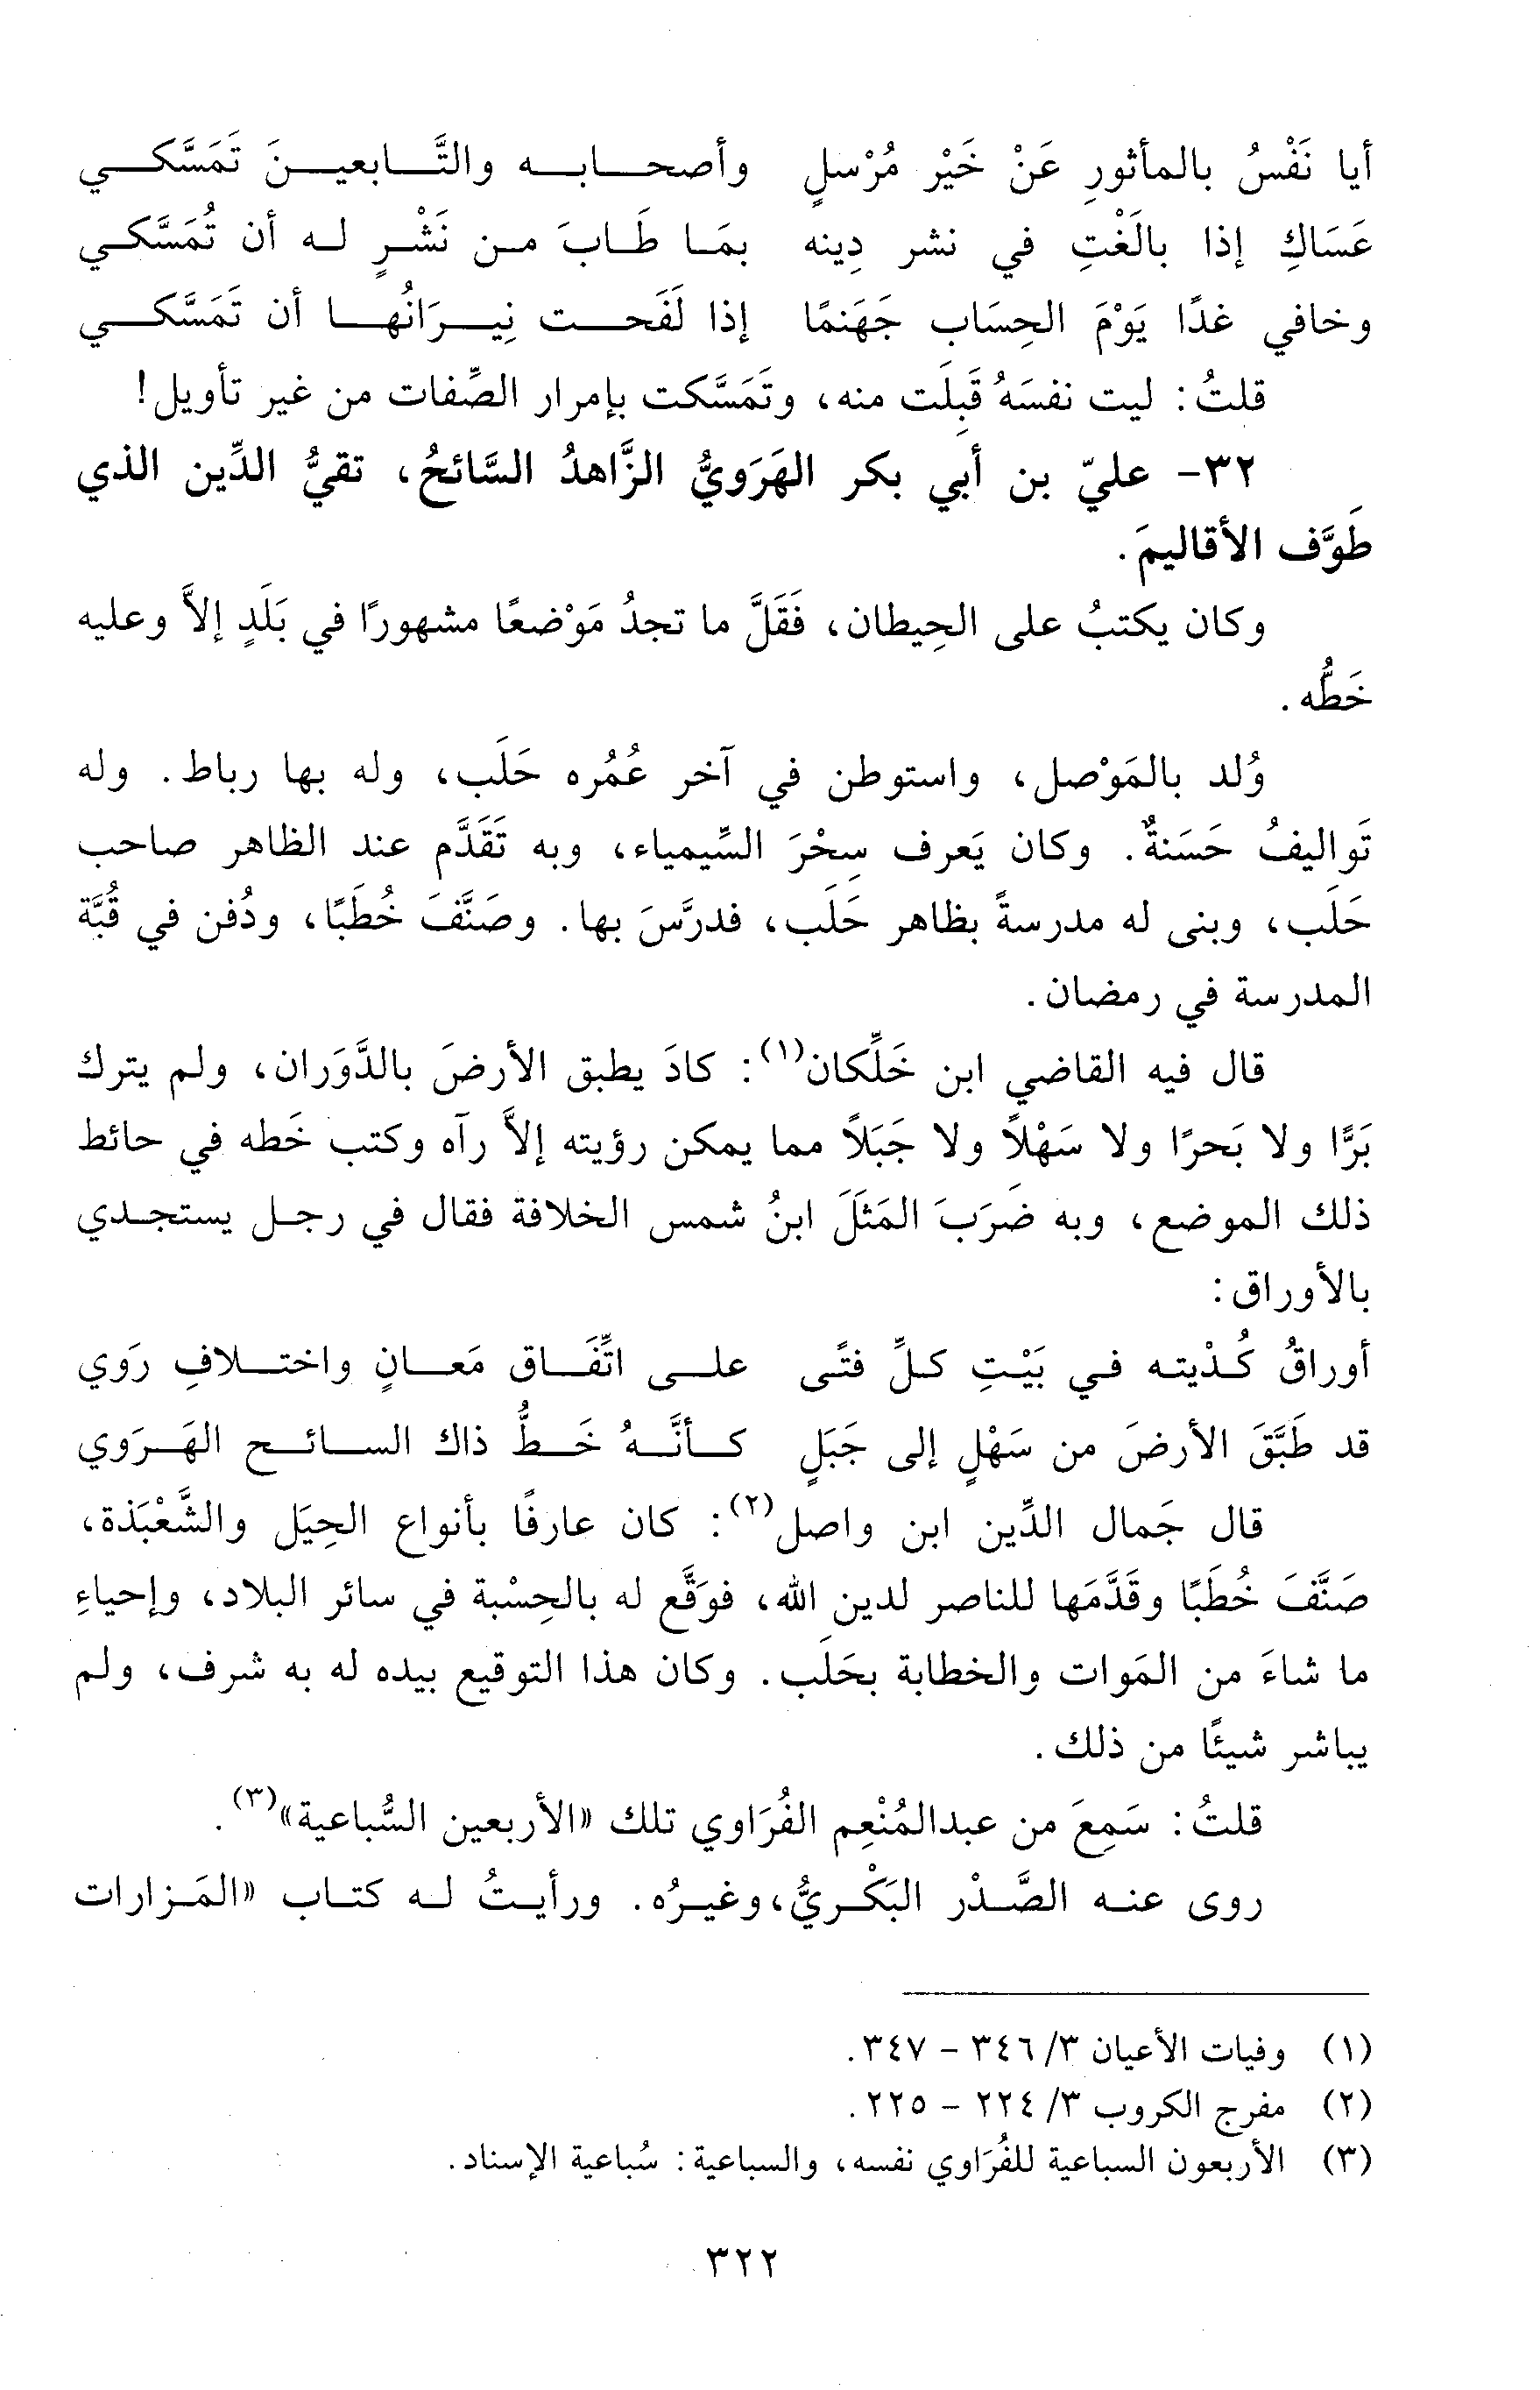 أيا نَفْسُ بالمأثورِ عَنْ خَيْر مُرْسلٍ وأصحابه والتَّابعينَ تَمَسَّكي
عَسَاكِ إذا بالَغْتِ في نشر دِينه بمَا طَابَ من نَشْرٍ له أن تُمَسَّكي
وخافي غدًا يَوْمَ الحِسَاب جَهَنمًا إذا لَفَحت نِيرَانُها أن تَمَسَّكي
قلتُ: ليت نفسَهُ قَبِلَت منه، وتَمَسَّكت بإمرار الصِّفات من غير تأويل!
٣٢- عليّ بن أبي بكر الهَرَويُّ الزَّاهدُ السَّائحُ، تقيُّ الدِّين الذي
طَوَّف الأقاليمَ.
وكان يكتبُ على الحِيطان، فَقَلَّ ما تجدُ مَوْضعًا مشهورًا في بَلَدٍ إلاَّ وعليه
خَطُّه.
وُلد بالمَوْصل، واستوطن في آخر عُمُره حَلَب، وله بها رباط. وله
تَواليفُ حَسَنةٌ. وكان يَعرف سِحْرَ السِّيمياء، وبه تَقَدَّم عند الظاهر صاحب
حَلَب، وبنى له مدرسةً بظاهر حَلَب، فدرَّسَ بها. وصَنَّفَ خُطَبًا، ودُفن في قُبَّة
المدرسة في رمضان.
قال فيه القاضي ابن خَلِّكان(١): كادَ يطبق الأرضَ بالدَّوَران، ولم يترك
بَرًّا ولا بَحرًا ولا سَهْلاً ولا جَبَلاً مما يمكن رؤيته إلاَّ رآه وكتب خَطه في حائط
ذلك الموضع، وبه ضَرَبَ المَثَلَ ابنُ شمس الخلافة فقال في رجل يستجدي
بالأوراق:
أوراقُ كُدْيته في بَيْتِ كلِّ فتًى على اتِّفَاق مَعانٍ واختلافِ رَوي
قد طَبَّقَ الأرضَ من سَهْلٍ إلى جَبَلٍ كأنَّهُ خَطُّ ذاك السائح الهَرَوي
قال جَمال الدِّين ابن واصل(٢): كان عارفًا بأنواع الحِيَل والشَّعْبَذة،
صَنَّفَ خُطَبًا وقَدَّمَها للناصر لدين الله، فوَقَّع له بالحِسْبة في سائر البلاد، وإحياءِ
ما شاءَ من المَوات والخطابة بحَلَب. وكان هذا التوقيع بيده له به شرف، ولم
يباشر شيئًا من ذلك.
قلتُ: سَمِعَ من عبدالمُنْعِم الفُرَاوي تلك «الأربعين السُّباعية»(٣).
روى عنه الصَّدْر البَكْريُّ، وغيرُه. ورأيتُ له كتاب «المَزارات
(١) وفيات الأعيان ٣/ ٣٤٦ - ٣٤٧.
(٢) مفرج الكروب ٣/ ٢٢٤ - ٢٢٥.
(٣) الأربعون السباعية للفُرَاوي نفسه، والسباعية: سُباعية الإسناد.
٣٢٢